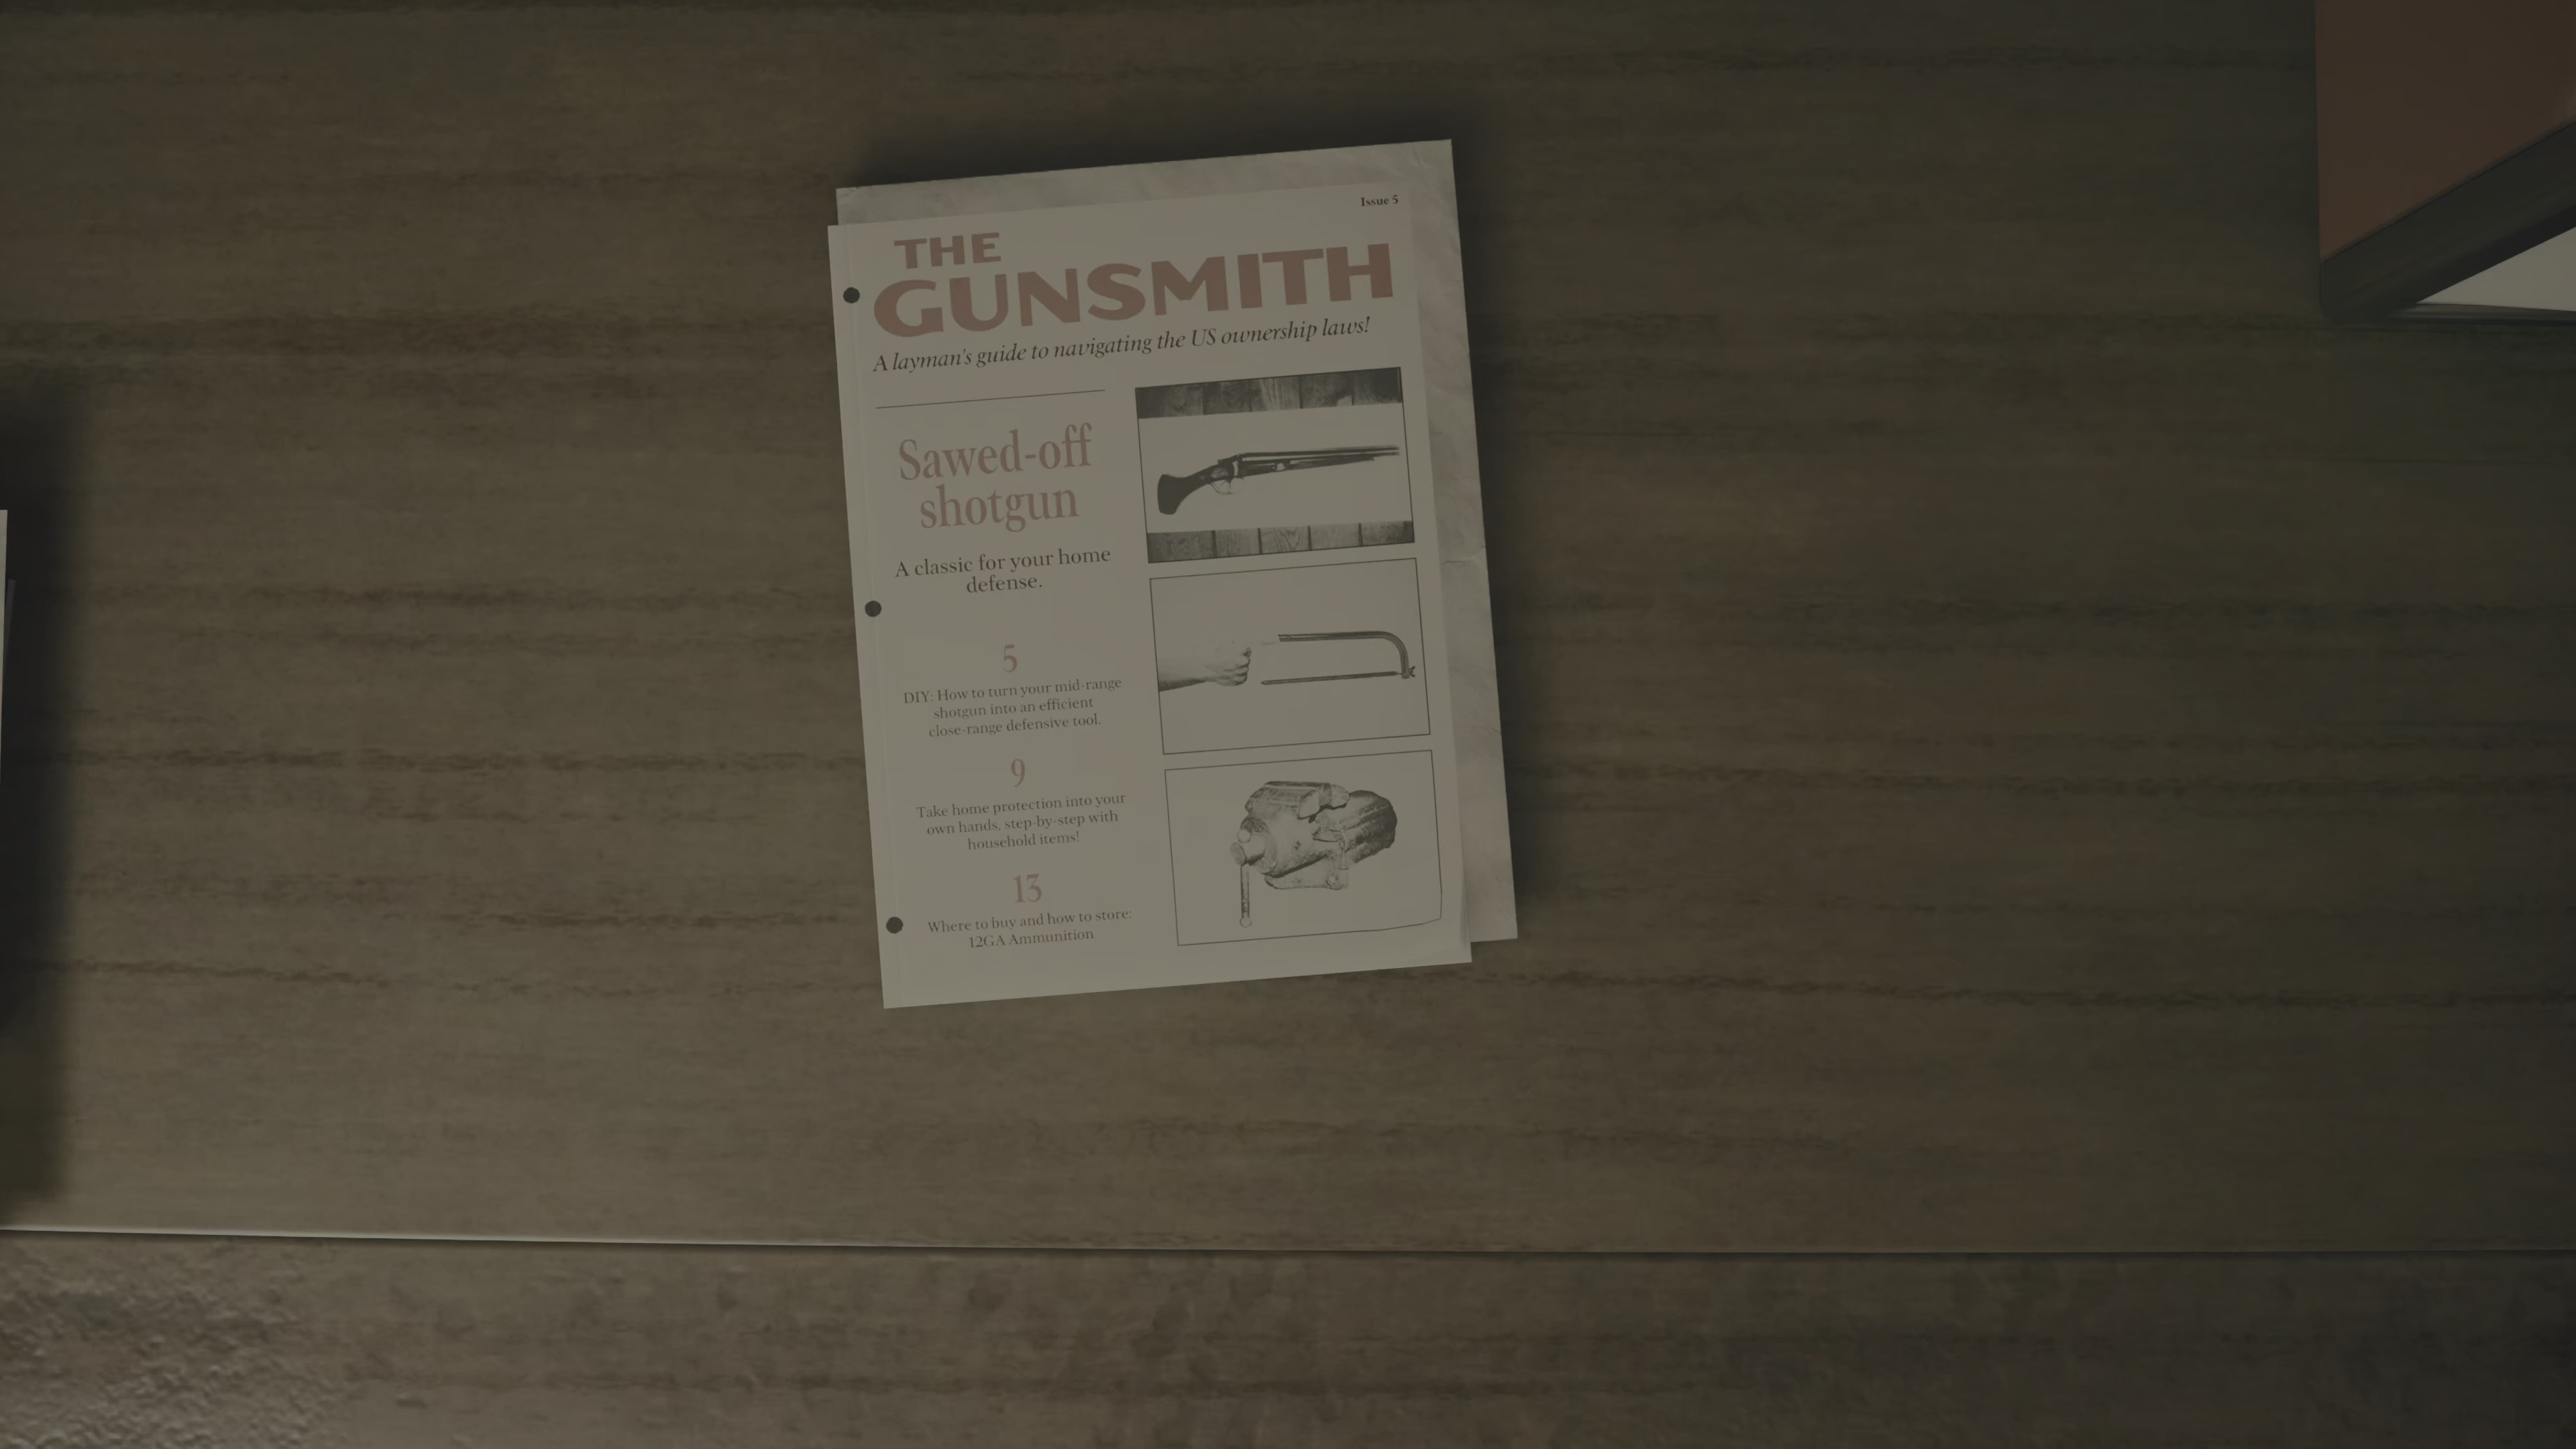 Issue 5
THE
GUNSMITH
A layman's guide to navigating the US ownership laws!
Sawed-off
shotgun
A classic for your home
defense.
5
DIY: How to turn your mid-range
shotgun into an efficient
close-range defensive tool.
9
Take home protection into your
own hands, step-by-step with
household items!
13
Where to buy and how to store:
12GA Ammunition